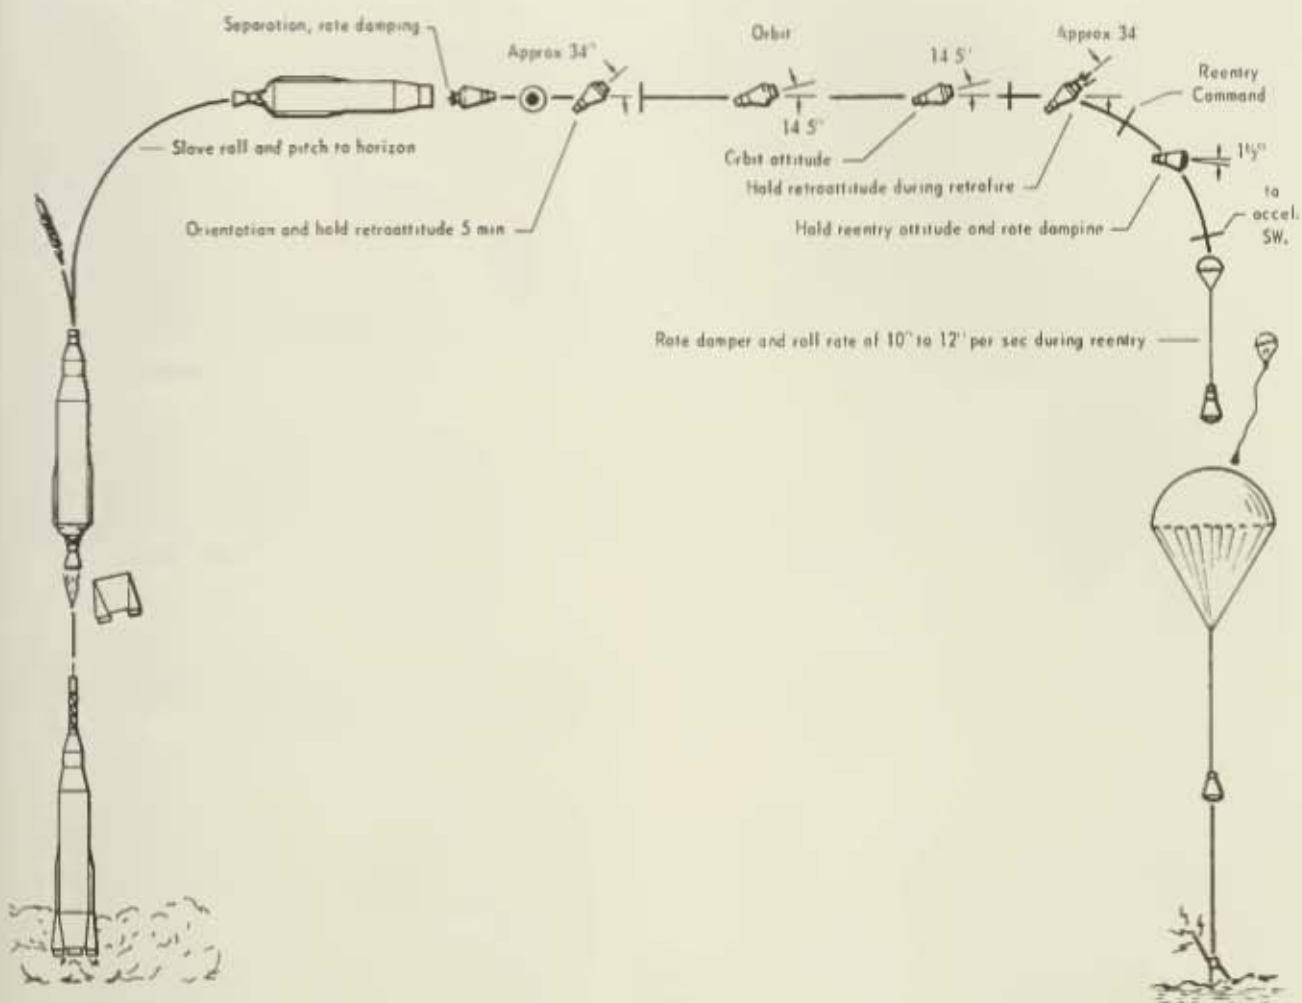 Separation, rate damping
Approx 34°
Orbit
14.5°
Approx 34
Reentry
Command
Slave roll and pitch to horizon
14.5°
Orbit attitude
1½°
Hold retroattitude during retrofire
to
accel.
SW.
Orientation and hold retroattitude 5 min
Hold reentry attitude and rate damping
Rate damper and roll rate of 10° to 12° per sec during reentry